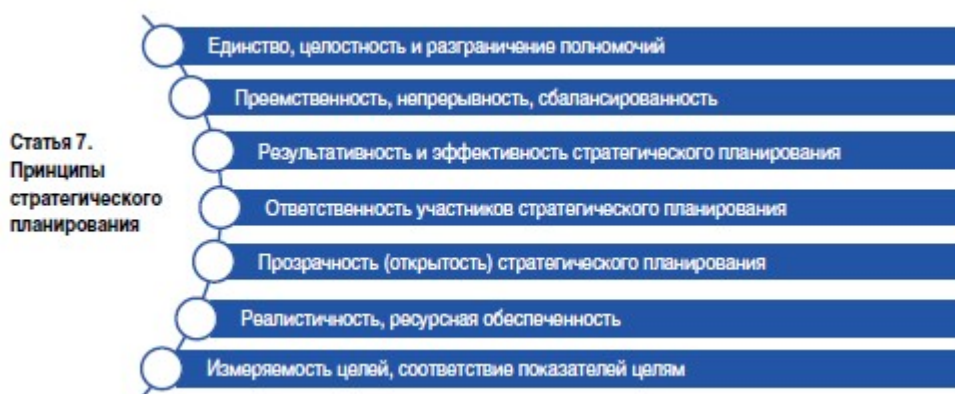 Статья 7.
Принципы
стратегического
планирования
Единство, целостность и разграничение полномочий
Преемственность, непрерывность, сбалансированность
Результативность и эффективность стратегического планирования
Ответственность участников стратегического планирования
Прозрачность (открытость) стратегического планирования
Реалистичность, ресурсная обеспеченность
Измеряемость целей, соответствие показателей целям